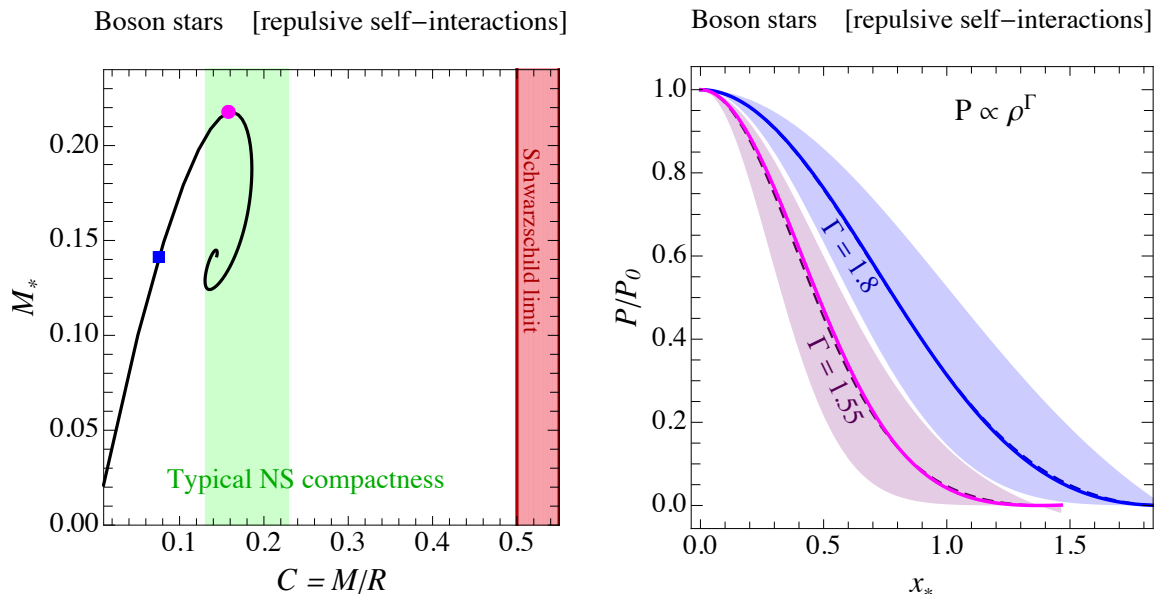 Boson stars [repulsive self−interactions]
M*
0.20
0.15
0.10
0.05
0.00
Typical NS compactness
Schwarzschild limit
0.1 0.2 0.3 0.4 0.5
C = M/R
Boson stars [repulsive self−interactions]
P/P0
1.0
0.8
0.6
0.4
0.2
0.0
P ∝ ρ^Γ
Γ = 1.8
Γ = 1.55
0.0 0.5 1.0 1.5
x*